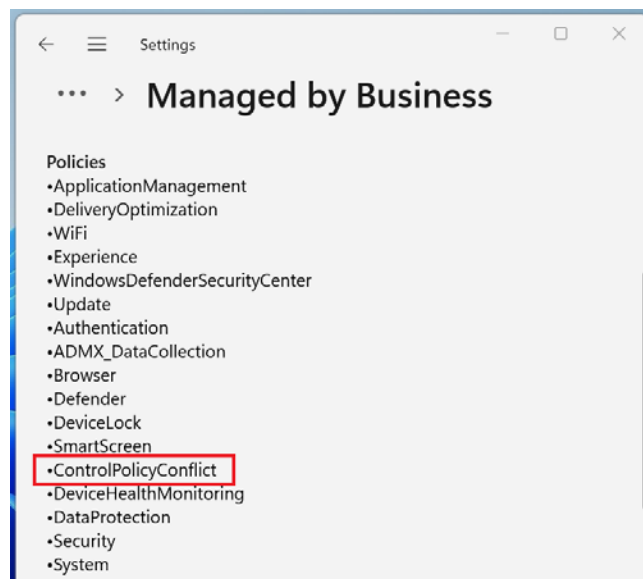 Settings
... > Managed by Business
Policies
•ApplicationManagement
•DeliveryOptimization
•WiFi
•Experience
•WindowsDefenderSecurityCenter
•Update
•Authentication
•ADMX_DataCollection
•Browser
•Defender
•DeviceLock
•SmartScreen
•ControlPolicyConflict
•DeviceHealthMonitoring
•DataProtection
•Security
•System